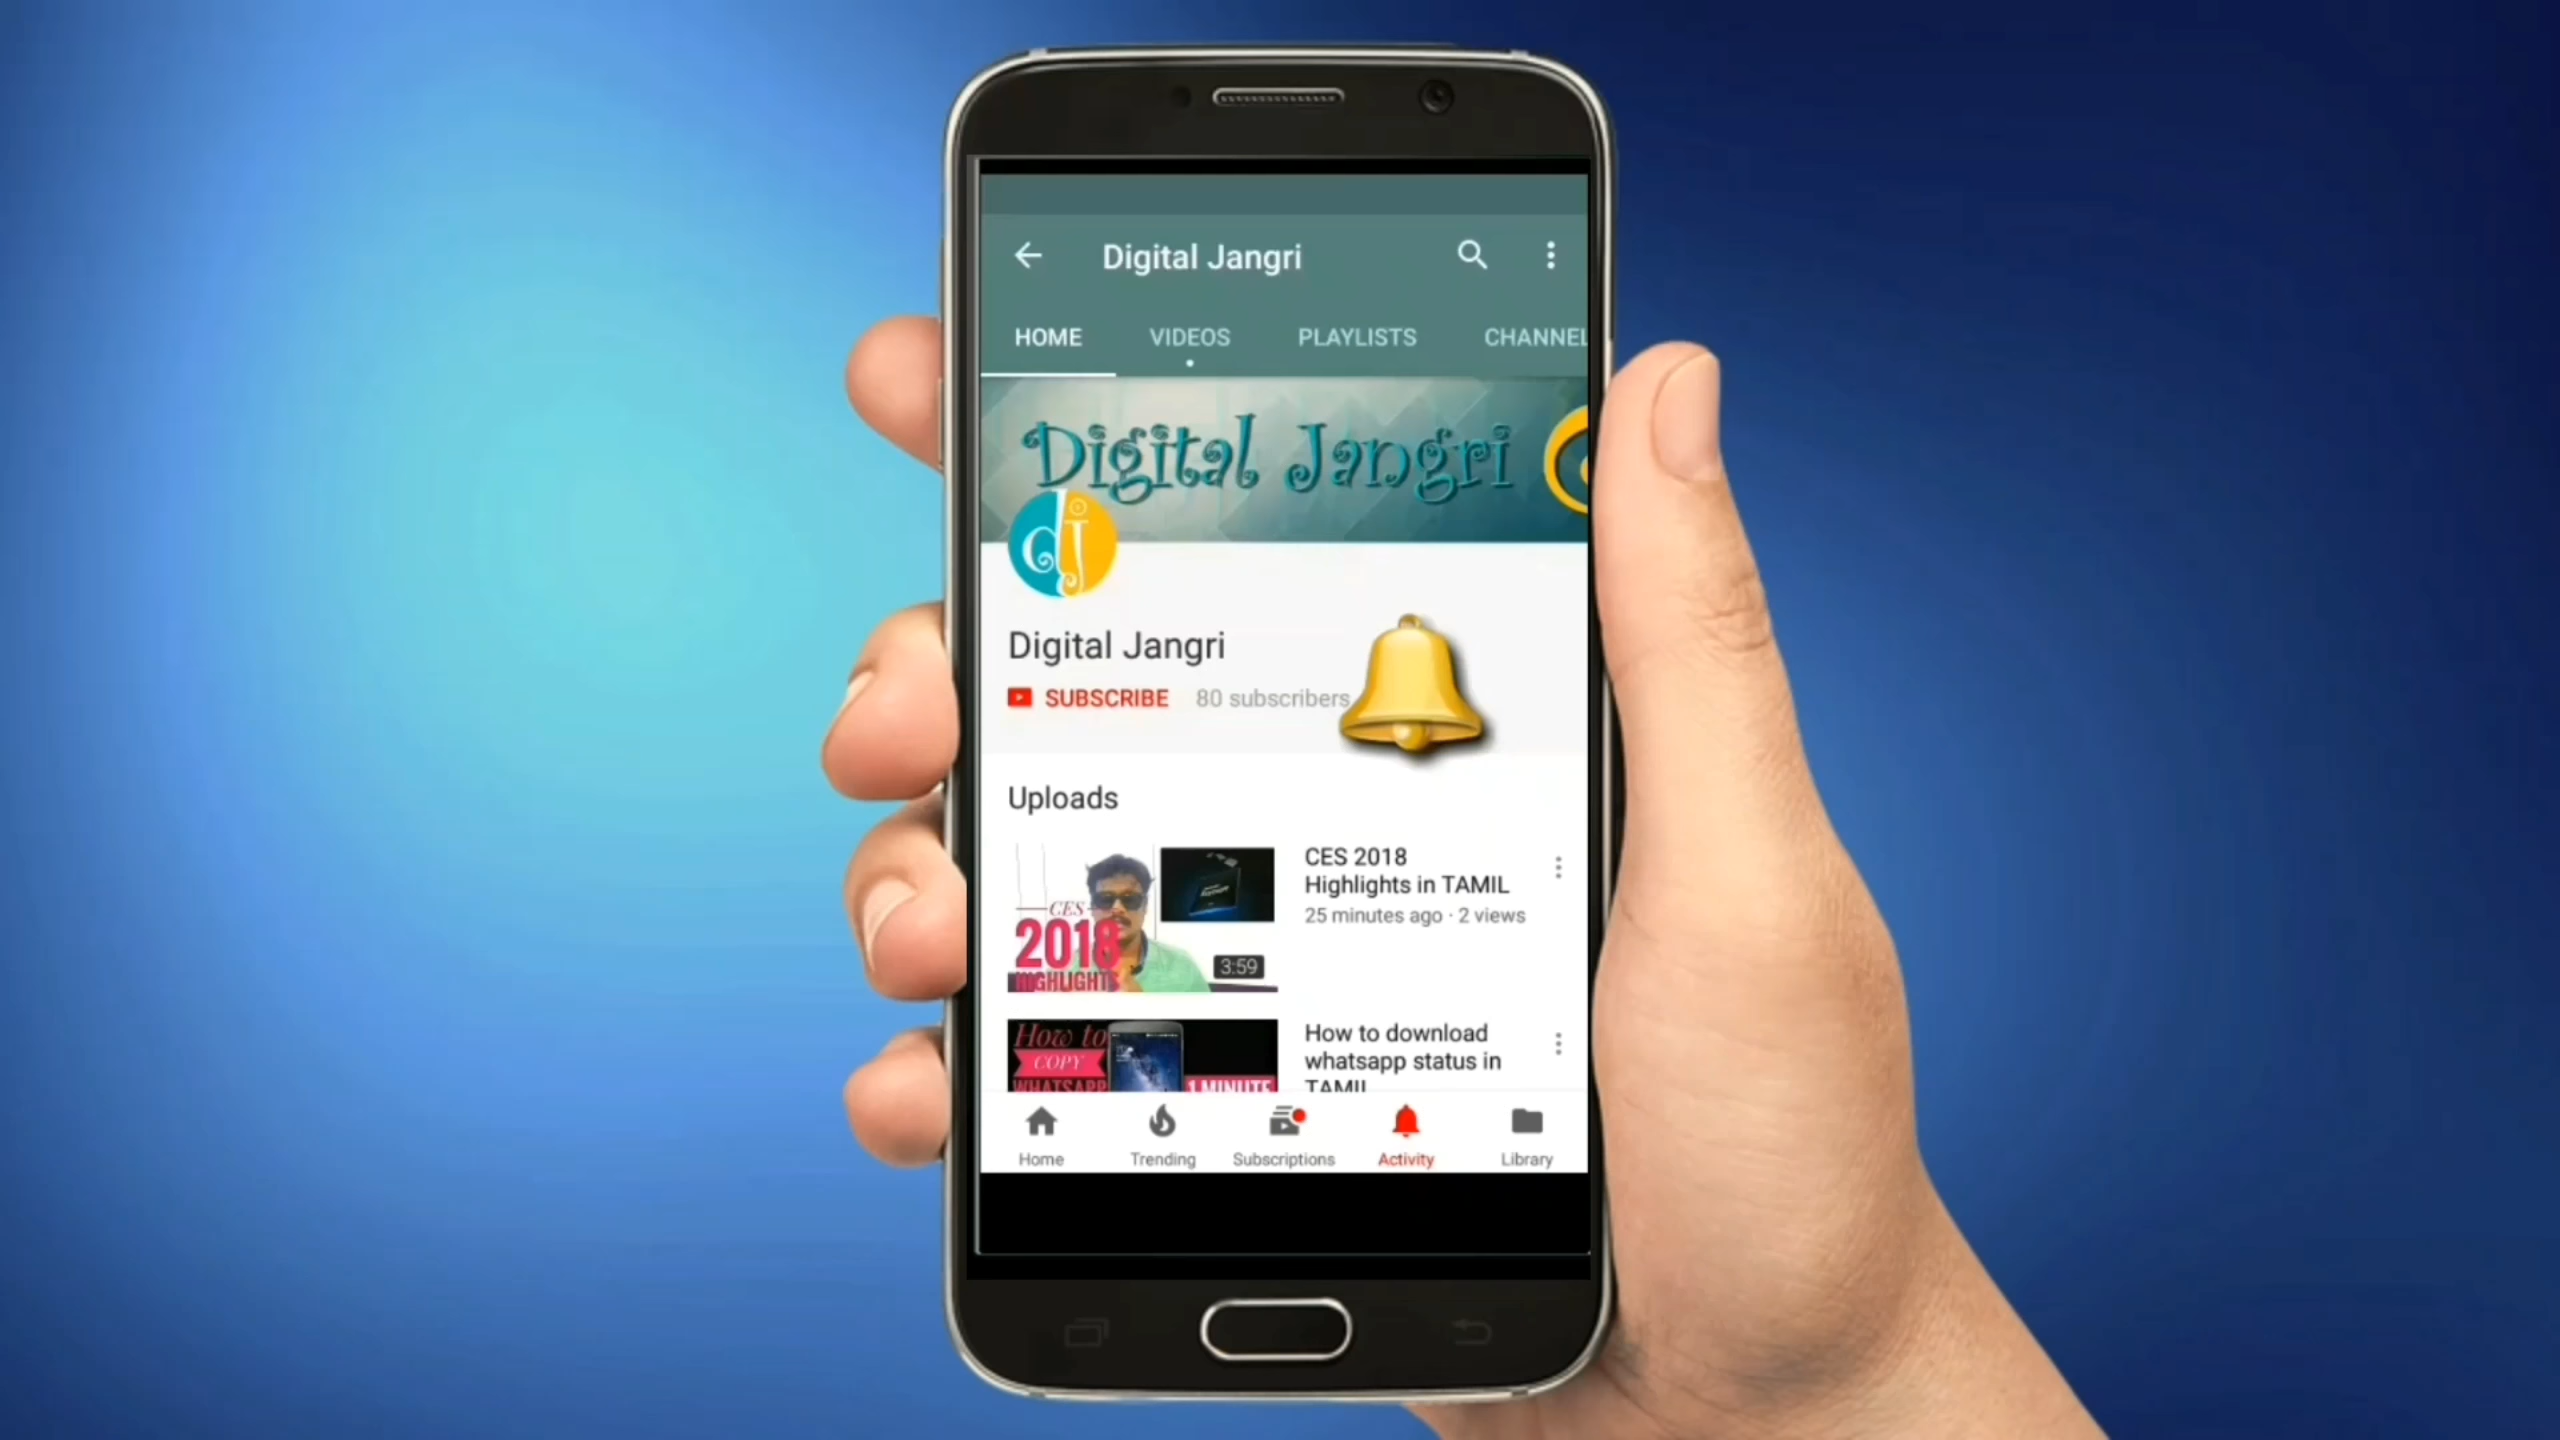 Digital Jangri
HOME VIDEOS PLAYLISTS CHANNEL
Digital Jangri
dj
Digital Jangri
SUBSCRIBE 80 subscribers
Uploads
CES
2018
HIGHLIGHTS
3:59
CES 2018
Highlights in TAMIL
25 minutes ago · 2 views
How to
COPY
WHATSAPP
1 MINUTE
How to download
whatsapp status in
TAMIL
Home Trending Subscriptions Activity Library